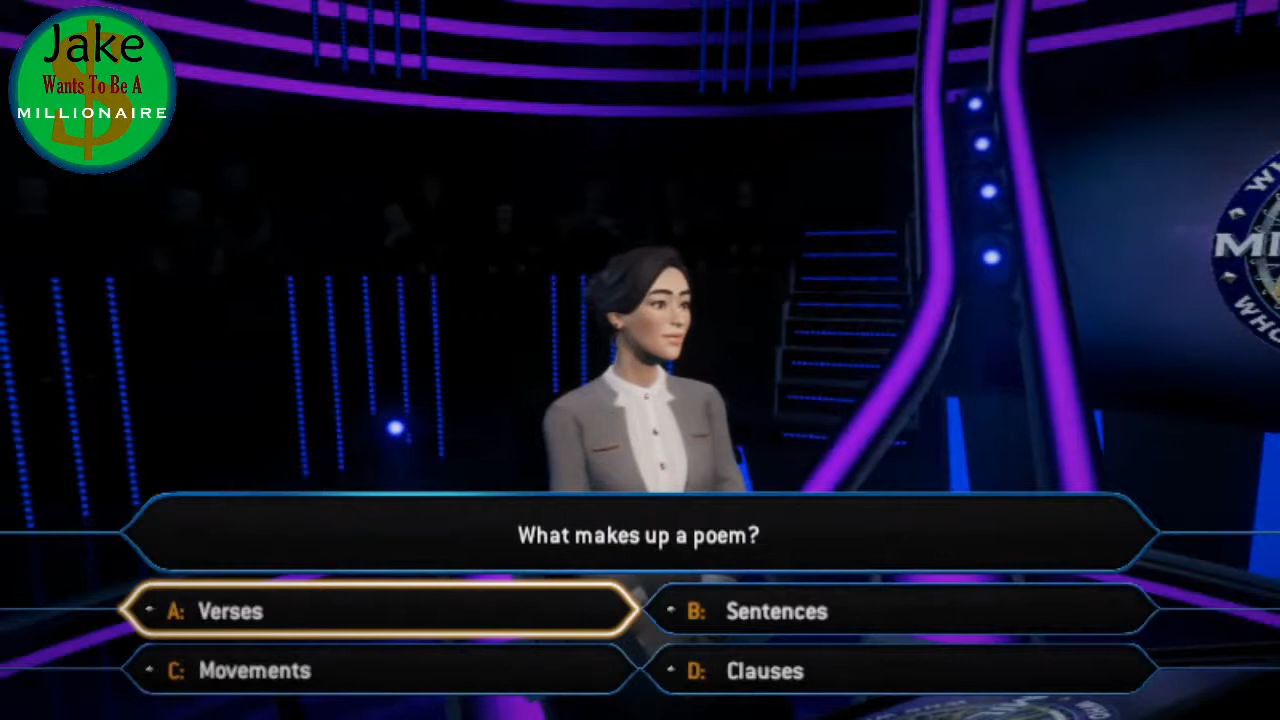 Jake
Wants To Be A
MILLIONAIRE
What makes up a poem?
A: Verses
B: Sentences
C: Movements
D: Clauses